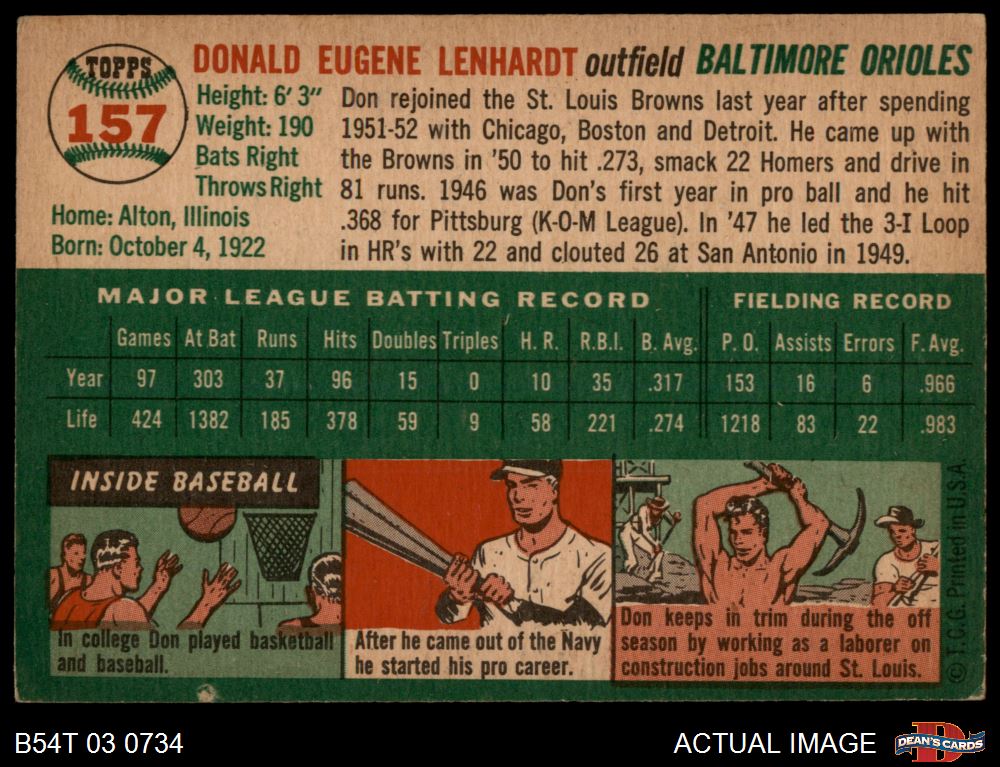 TOPPS
157
DONALD EUGENE LENHARDT outfield BALTIMORE ORIOLES
Height: 6' 3"
Weight: 190
Bats Right
Throws Right
Home: Alton, Illinois
Born: October 4, 1922
Don rejoined the St. Louis Browns last year after spending
1951-52 with Chicago, Boston and Detroit. He came up with
the Browns in '50 to hit .273, smack 22 Homers and drive in
81 runs. 1946 was Don's first year in pro ball and he hit
.368 for Pittsburg (K-O-M League). In '47 he led the 3-I Loop
in HR's with 22 and clouted 26 at San Antonio in 1949.
MAJOR LEAGUE BATTING RECORD FIELDING RECORD
Games At Bat Runs Hits Doubles Triples H. R. R.B.I. B. Avg. P. O. Assists Errors F. Avg.
Year 97 303 37 96 15 0 10 35 .317 153 16 6 .966
Life 424 1382 185 378 59 9 58 221 .274 1218 83 22 .983
INSIDE BASEBALL
In college Don played basketball
and baseball.
After he came out of the Navy
he started his pro career.
Don keeps in trim during the off
season by working as a laborer on
construction jobs around St. Louis.
© T.C.G. Printed in U.S.A.
B54T 03 0734
ACTUAL IMAGE
D
DEAN'S CARDS